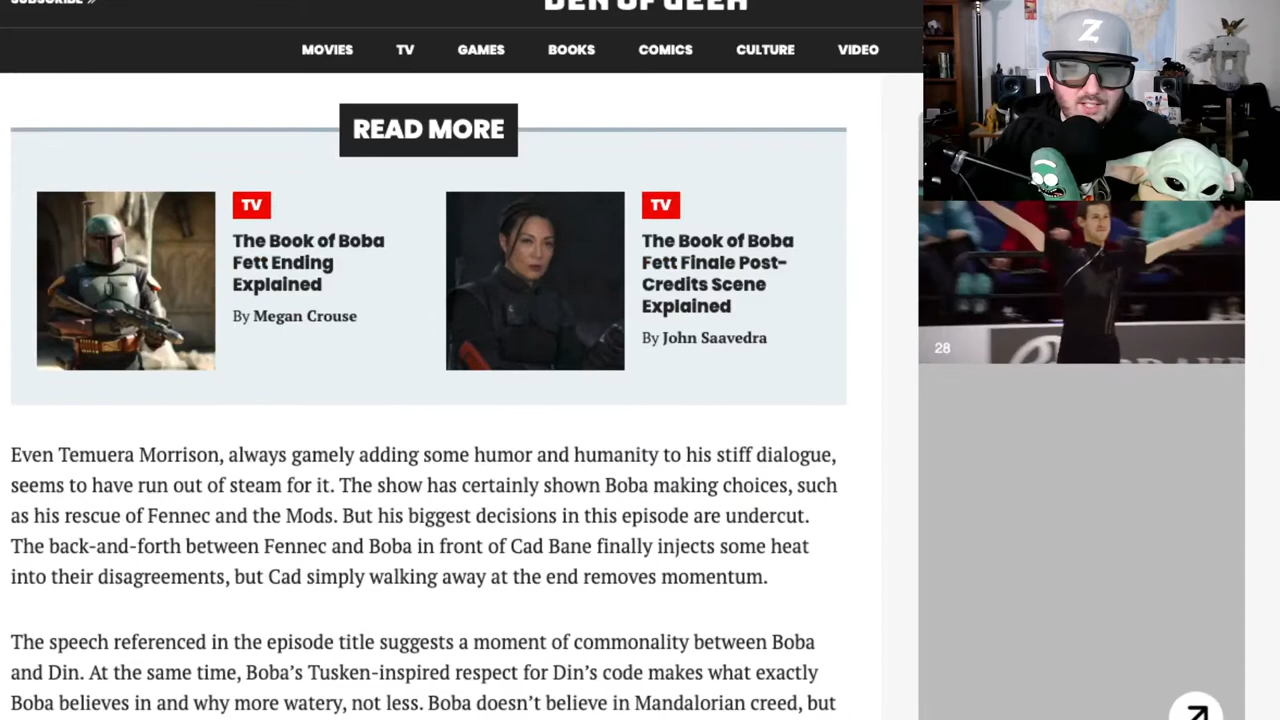 SUBSCRIBE »
DEN OF GEEK
MOVIES TV GAMES BOOKS COMICS CULTURE VIDEO
READ MORE
TV
The Book of Boba
Fett Ending
Explained
By Megan Crouse
TV
The Book of Boba
Fett Finale Post-
Credits Scene
Explained
By John Saavedra
Z
28
Even Temuera Morrison, always gamely adding some humor and humanity to his stiff dialogue,
seems to have run out of steam for it. The show has certainly shown Boba making choices, such
as his rescue of Fennec and the Mods. But his biggest decisions in this episode are undercut.
The back-and-forth between Fennec and Boba in front of Cad Bane finally injects some heat
into their disagreements, but Cad simply walking away at the end removes momentum.
The speech referenced in the episode title suggests a moment of commonality between Boba
and Din. At the same time, Boba’s Tusken-inspired respect for Din’s code makes what exactly
Boba believes in and why more watery, not less. Boba doesn’t believe in Mandalorian creed, but